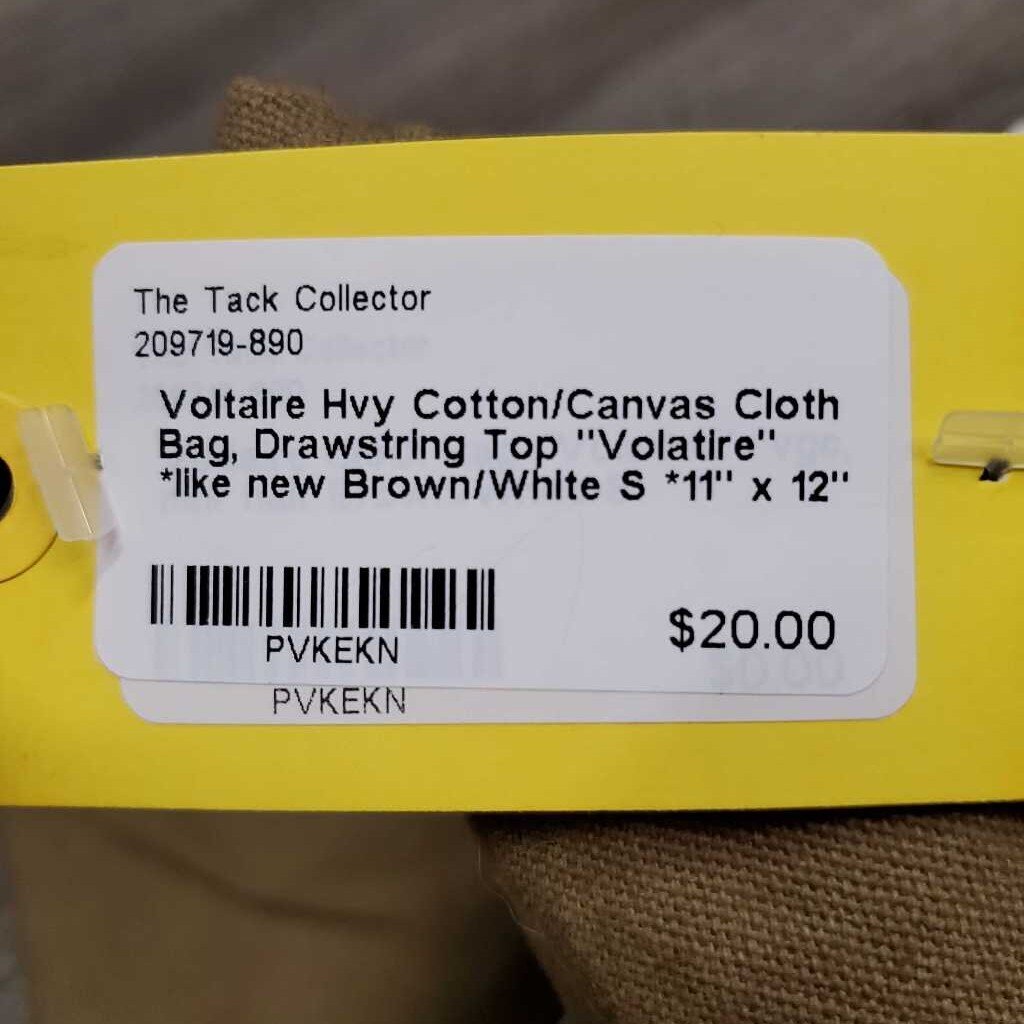 The Tack Collector
209719-890
Voltaire Hvy Cotton/Canvas Cloth
Bag, Drawstring Top "Volatire"
*like new Brown/White S *11" x 12"
PVKEKN
$20.00
PVKEKN